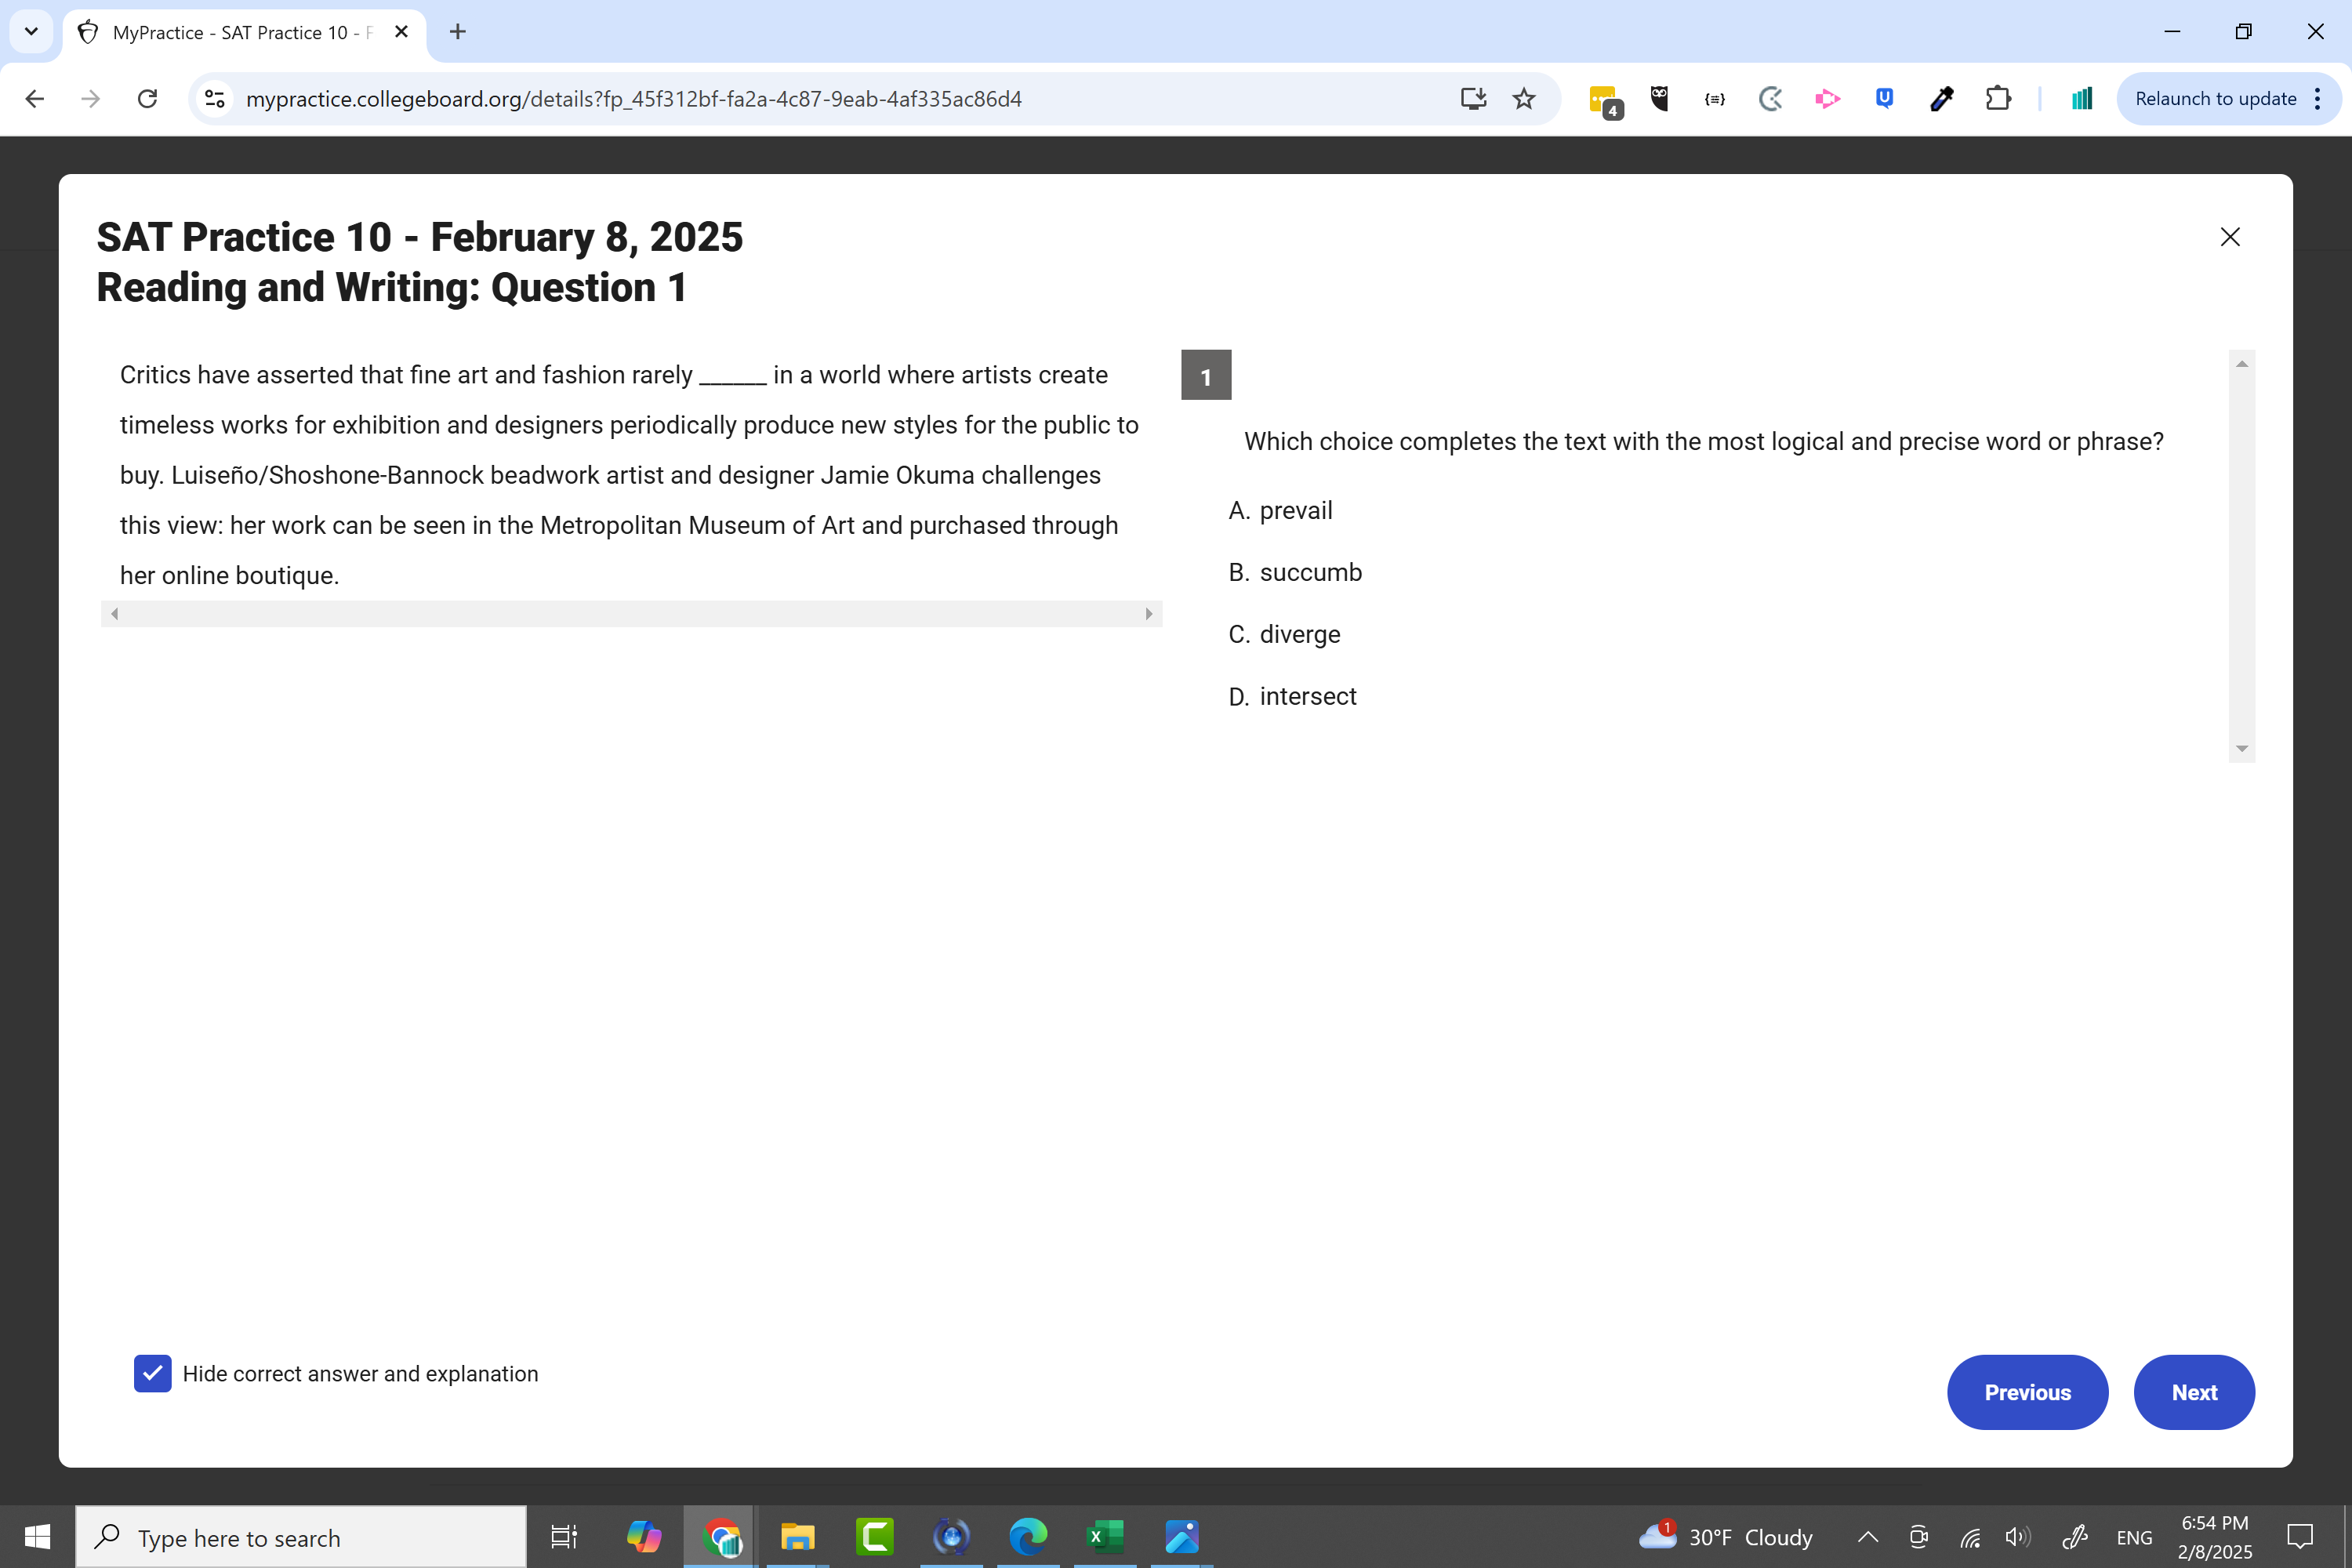 MyPractice - SAT Practice 10 -
mypractice.collegeboard.org/details?fp_45f312bf-fa2a-4c87-9eab-4af335ac86d4
4
Relaunch to update
SAT Practice 10 - February 8, 2025
Reading and Writing: Question 1
Critics have asserted that fine art and fashion rarely ______ in a world where artists create
timeless works for exhibition and designers periodically produce new styles for the public to
buy. Luiseño/Shoshone-Bannock beadwork artist and designer Jamie Okuma challenges
this view: her work can be seen in the Metropolitan Museum of Art and purchased through
her online boutique.
1
Which choice completes the text with the most logical and precise word or phrase?
A. prevail
B. succumb
C. diverge
D. intersect
Hide correct answer and explanation
Previous
Next
Type here to search
1
30°F Cloudy
ENG
6:54 PM
2/8/2025